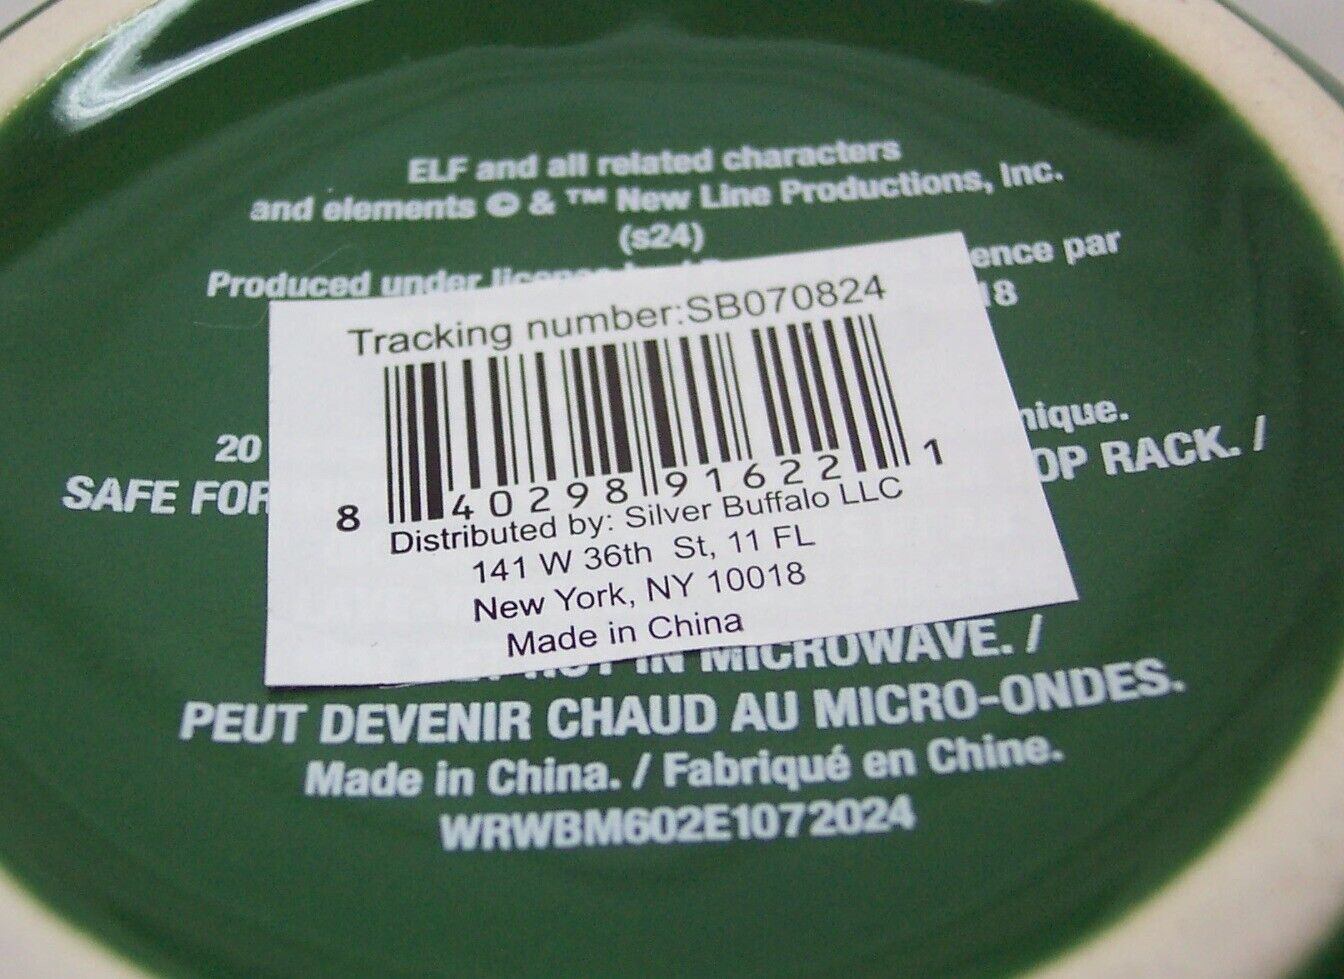 ELF and all related characters
and elements © & ™ New Line Productions, Inc.
(s24)
Produced under
ence par
18
Tracking number:SB070824
8 40298 91622 1
Distributed by: Silver Buffalo LLC
141 W 36th St, 11 FL
New York, NY 10018
Made in China
20
nique.
SAFE FOR
OP RACK. /
IN MICROWAVE. /
PEUT DEVENIR CHAUD AU MICRO-ONDES.
Made in China. / Fabriqué en Chine.
WRWBM602E1072024